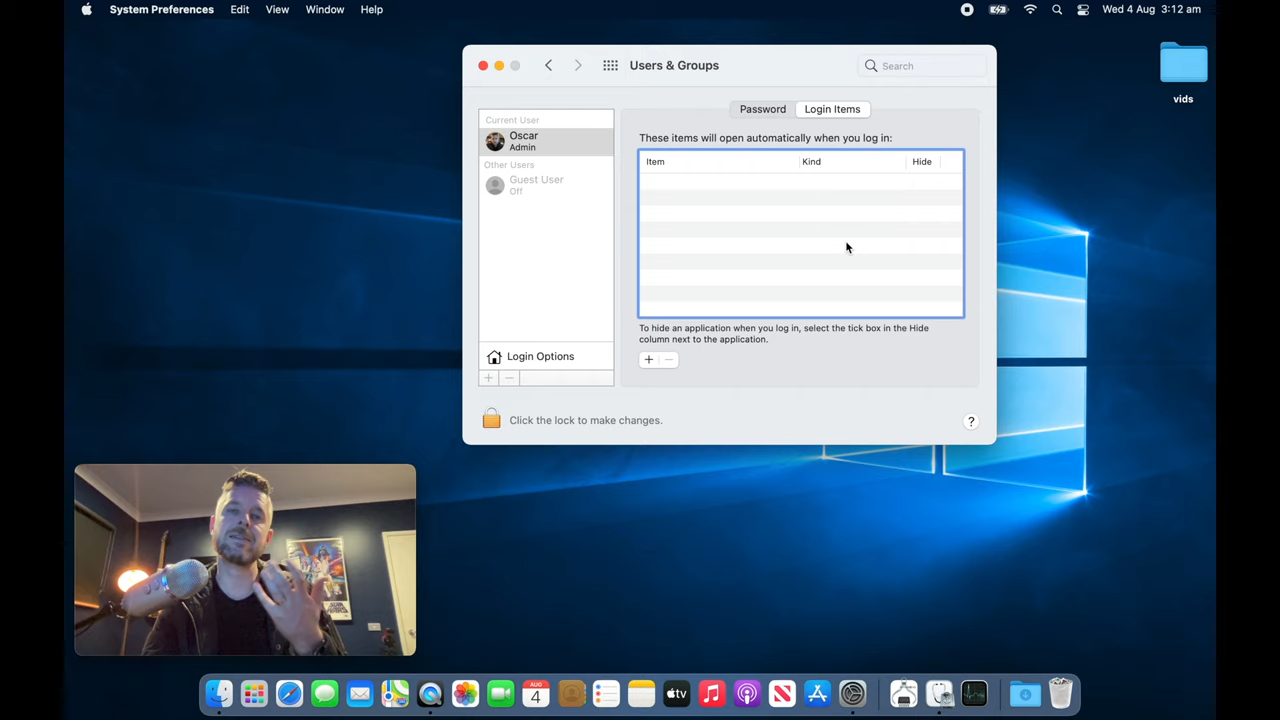 System Preferences Edit View Window Help
Wed 4 Aug 3:12 am
vids
Users & Groups
Search
Password
Login Items
Current User
Oscar
Admin
Other Users
Guest User
Off
Login Options
These items will open automatically when you log in:
Item Kind Hide
To hide an application when you log in, select the tick box in the Hide
column next to the application.
+ −
+ −
Click the lock to make changes.
?
AUG
4
tv